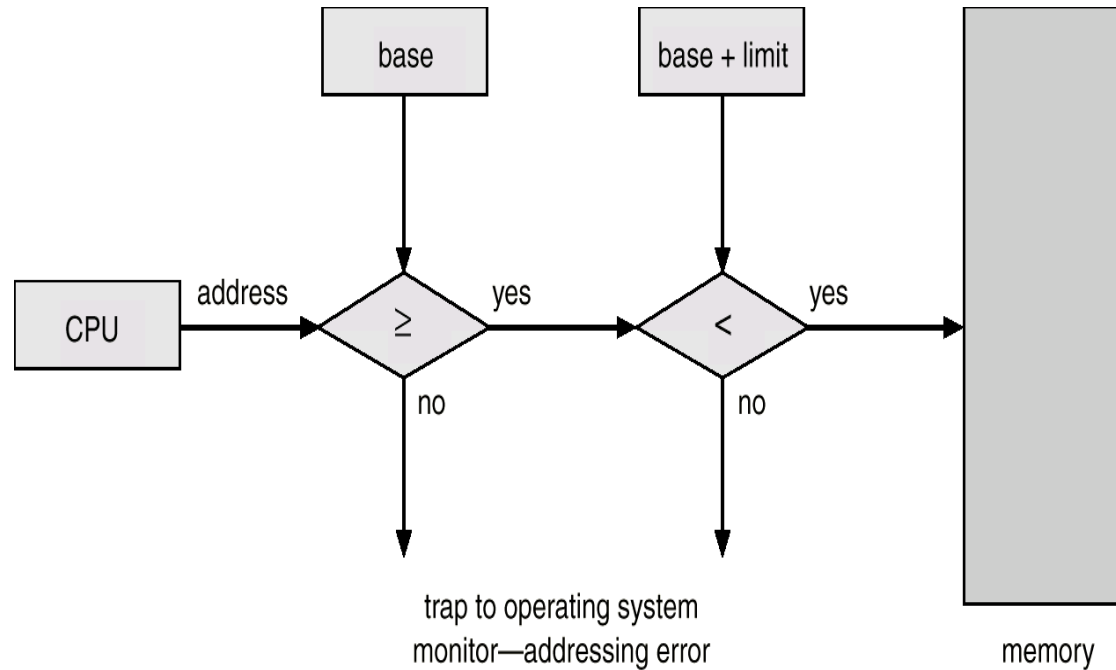 base
base + limit
address
yes
yes
CPU
≥
<
no
no
trap to operating system
monitor—addressing error
memory